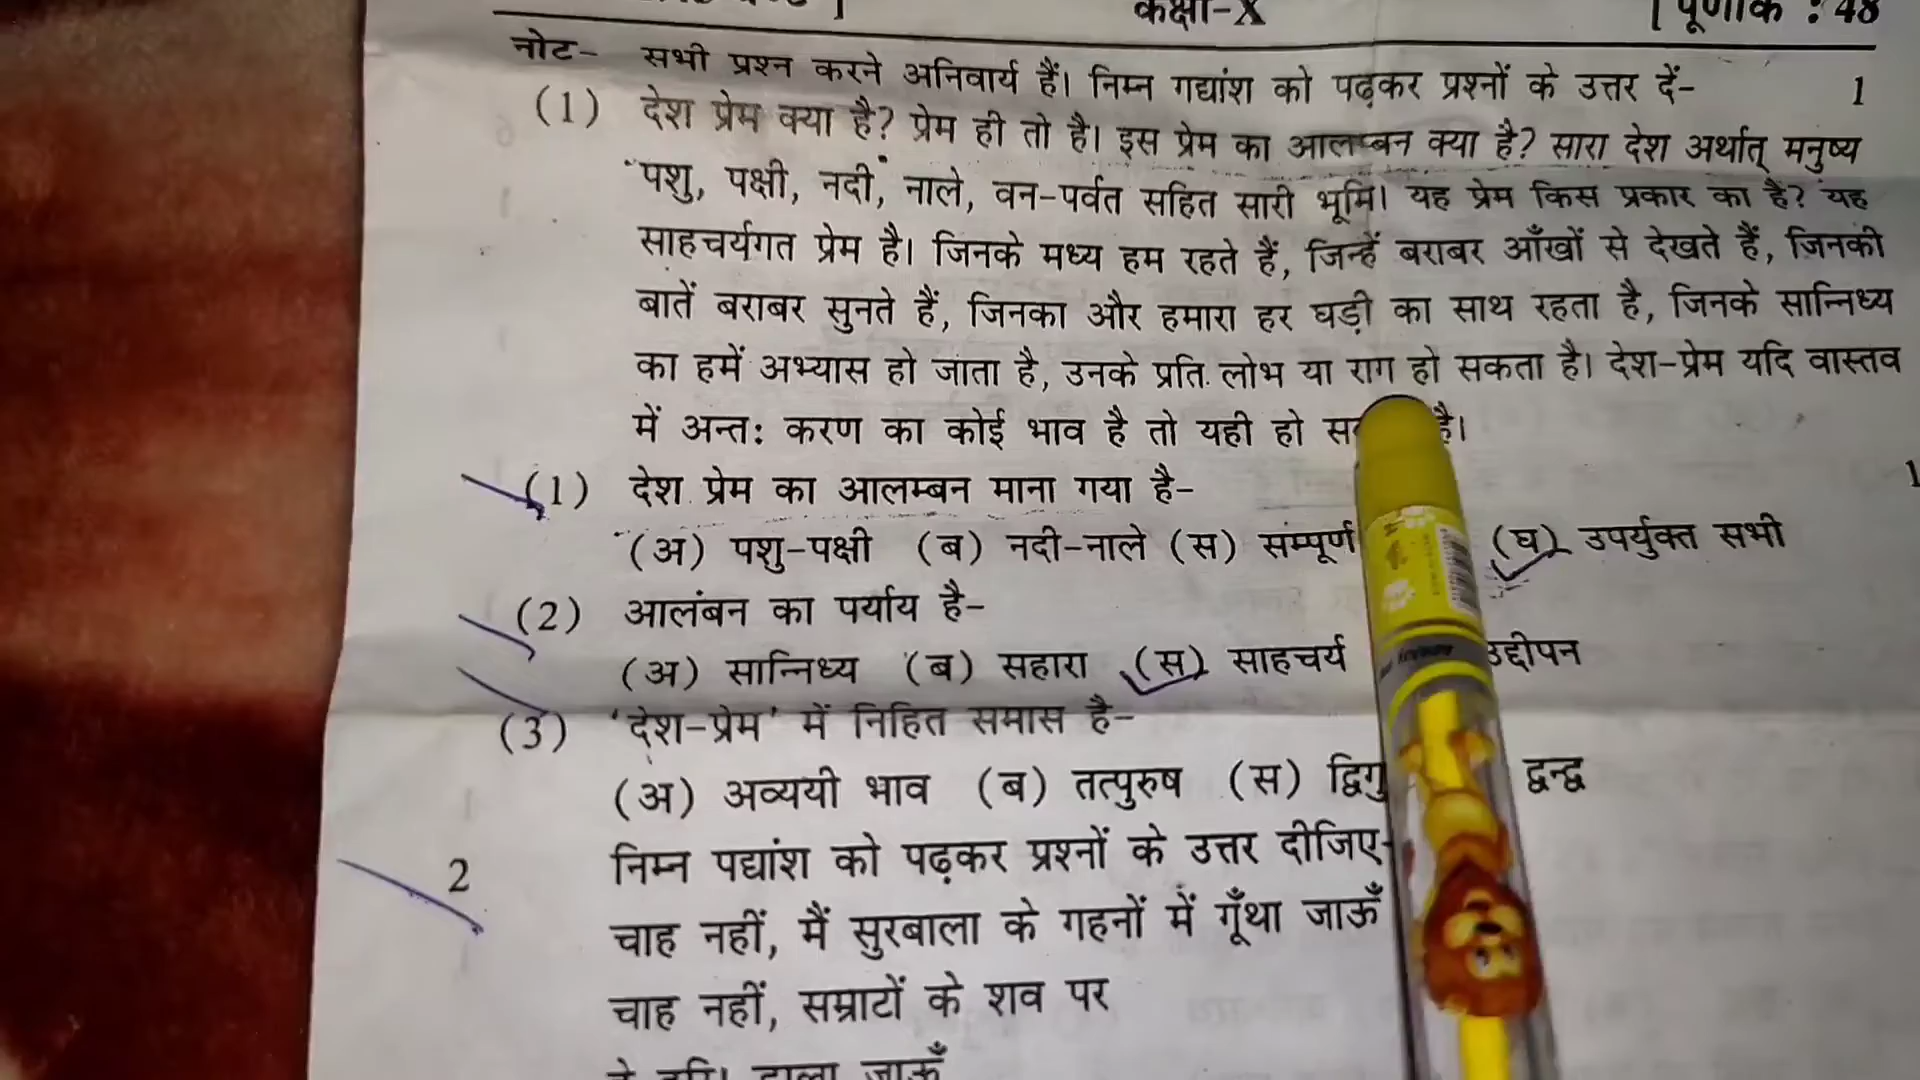 कक्षा-X [पूर्णांक : 48
नोट- सभी प्रश्न करने अनिवार्य हैं। निम्न गद्यांश को पढ़कर प्रश्नों के उत्तर दें- 1
(1) देश प्रेम क्या है? प्रेम ही तो है। इस प्रेम का आलम्बन क्या है? सारा देश अर्थात् मनुष्य
पशु, पक्षी, नदी, नाले, वन-पर्वत सहित सारी भूमि। यह प्रेम किस प्रकार का है? यह
साहचर्यगत प्रेम है। जिनके मध्य हम रहते हैं, जिन्हें बराबर आँखों से देखते हैं, जिनकी
बातें बराबर सुनते हैं, जिनका और हमारा हर घड़ी का साथ रहता है, जिनके सान्निध्य
का हमें अभ्यास हो जाता है, उनके प्रति लोभ या राग हो सकता है। देश-प्रेम यदि वास्तव
में अन्त: करण का कोई भाव है तो यही हो है।
(1) देश प्रेम का आलम्बन माना गया है- 1
(अ) पशु-पक्षी (ब) नदी-नाले (स) संम्पूर्ण (घ) उपर्युक्त सभी
(2) आलंबन का पर्याय है-
(अ) सान्निध्य (ब) सहारा (स) साहचर्य उद्दीपन
(3) 'देश-प्रेम' में निहित समास है-
(अ) अव्ययी भाव (ब) तत्पुरुष (स) द्विगु द्वन्द्व
2 निम्न पद्यांश को पढ़कर प्रश्नों के उत्तर दीजिए-
चाह नहीं, मैं सुरबाला के गहनों में गूँथा जाऊँ
चाह नहीं, सम्राटों के शव पर
जाऊँ